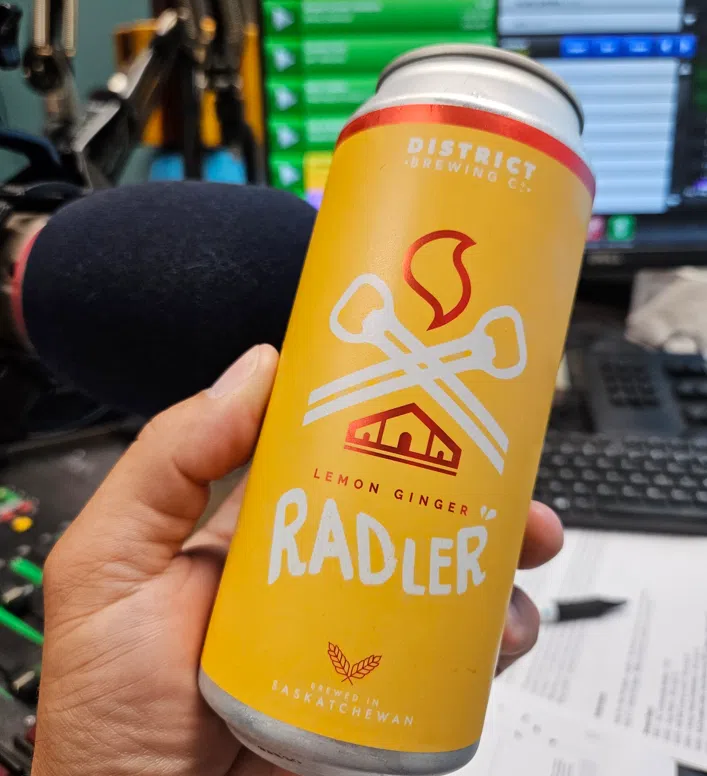 DISTRICT
·BREWING CO·
LEMON GINGER
RADLER
BREWED IN
SASKATCHEWAN